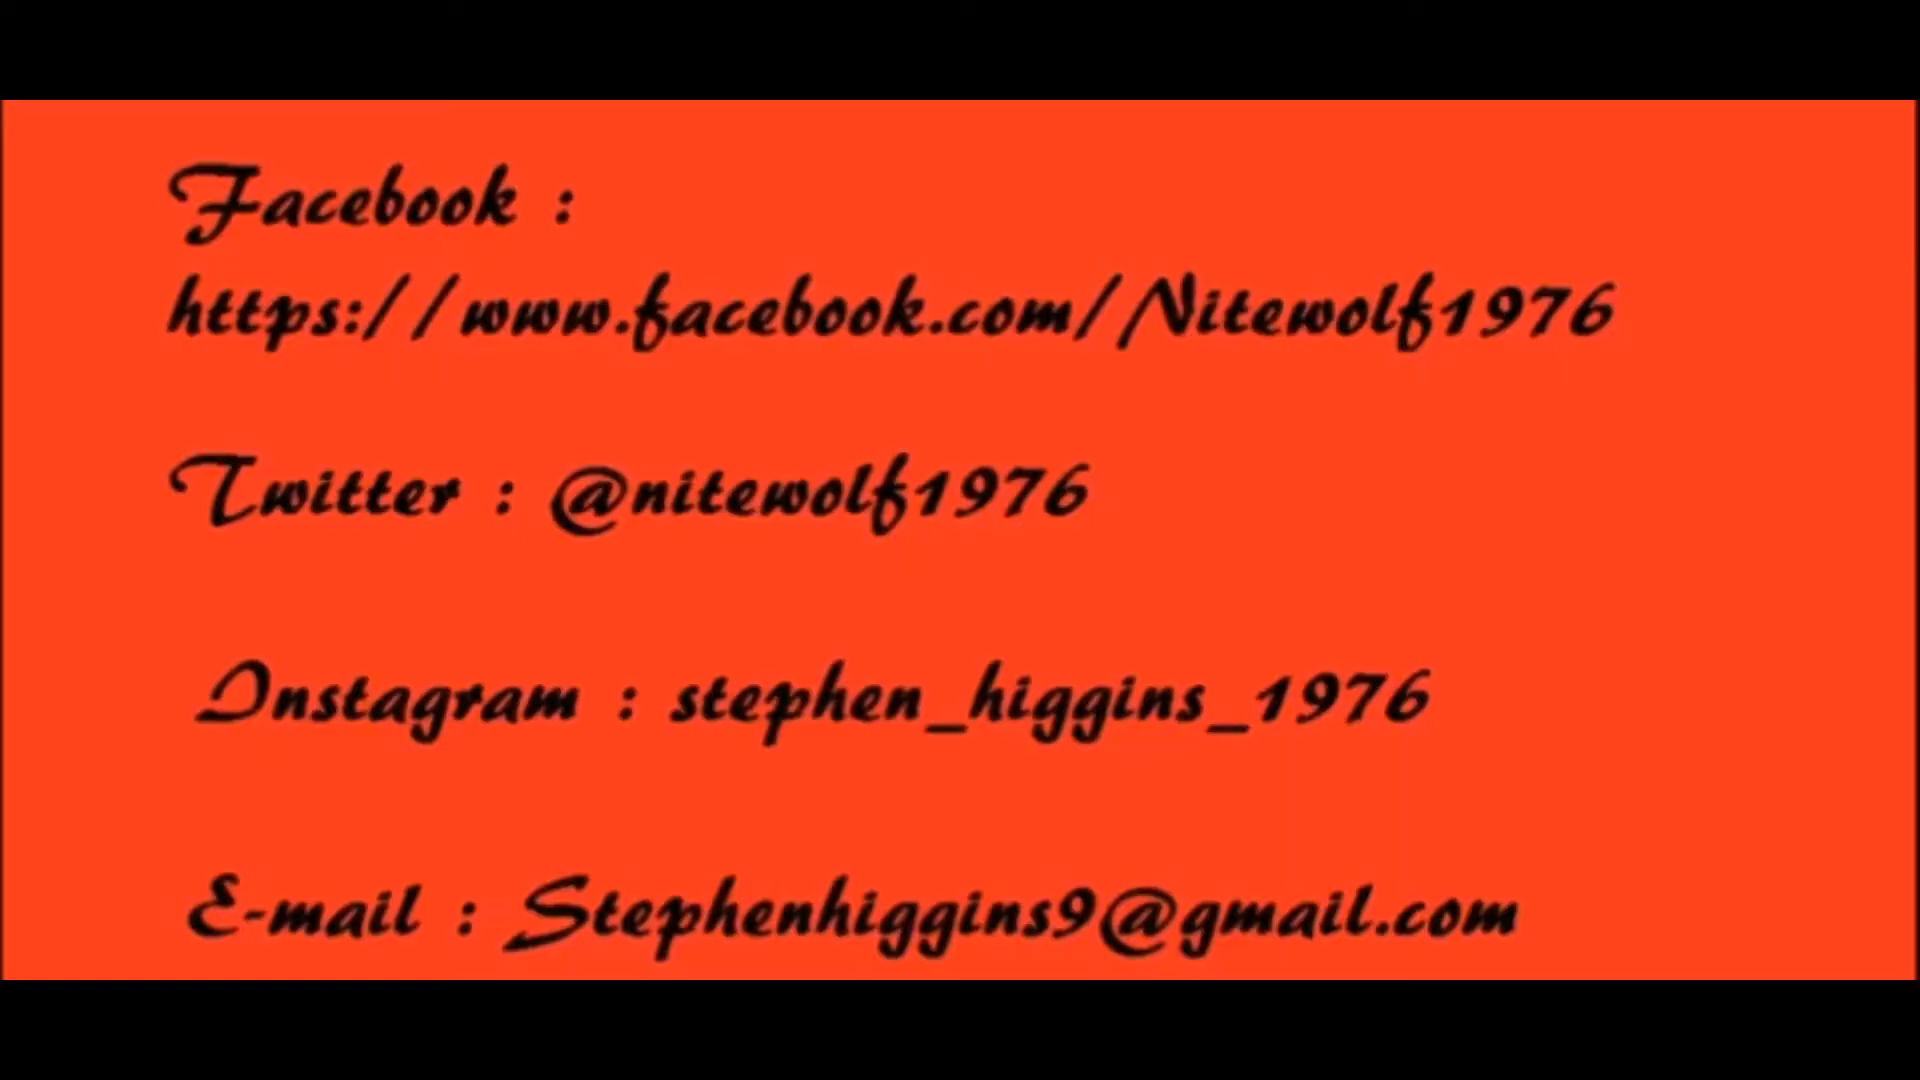 Facebook :
https://www.facebook.com/Nitewolf1976
Twitter : @nitewolf1976
Instagram : stephen_higgins_1976
E-mail : Stephenhiggins9@gmail.com